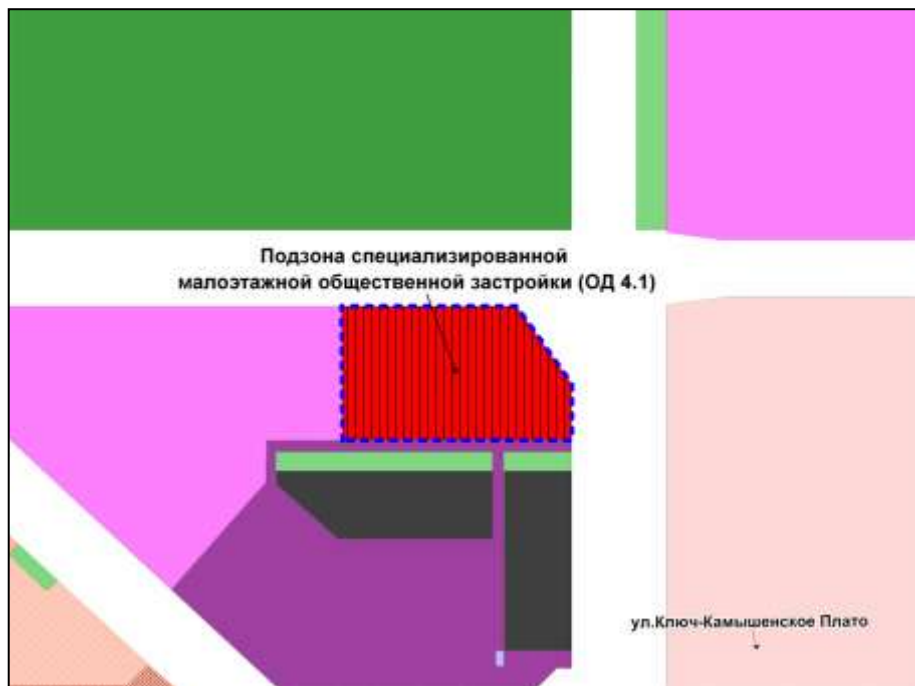 Подзона специализированной
малоэтажной общественной застройки (ОД 4.1)
ул.Ключ-Камышенское Плато